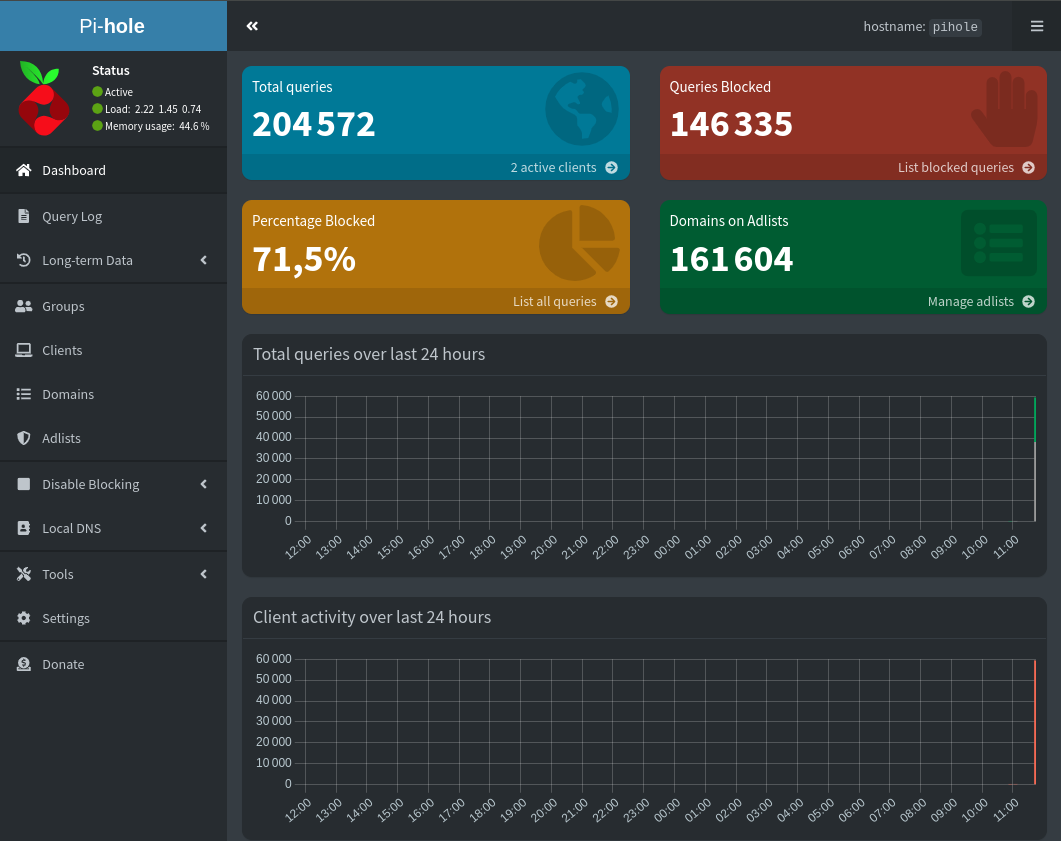 Pi-hole
hostname: pihole
Status
Active
Load: 2.22 1.45 0.74
Memory usage: 44.6 %
Dashboard
Query Log
Long-term Data
Groups
Clients
Domains
Adlists
Disable Blocking
Local DNS
Tools
Settings
Donate
Total queries
204 572
2 active clients
Queries Blocked
146 335
List blocked queries
Percentage Blocked
71,5%
List all queries
Domains on Adlists
161 604
Manage adlists
Total queries over last 24 hours
60 000
50 000
40 000
30 000
20 000
10 000
0
12:00 13:00 14:00 15:00 16:00 17:00 18:00 19:00 20:00 21:00 22:00 23:00 00:00 01:00 02:00 03:00 04:00 05:00 06:00 07:00 08:00 09:00 10:00 11:00
Client activity over last 24 hours
60 000
50 000
40 000
30 000
20 000
10 000
0
12:00 13:00 14:00 15:00 16:00 17:00 18:00 19:00 20:00 21:00 22:00 23:00 00:00 01:00 02:00 03:00 04:00 05:00 06:00 07:00 08:00 09:00 10:00 11:00